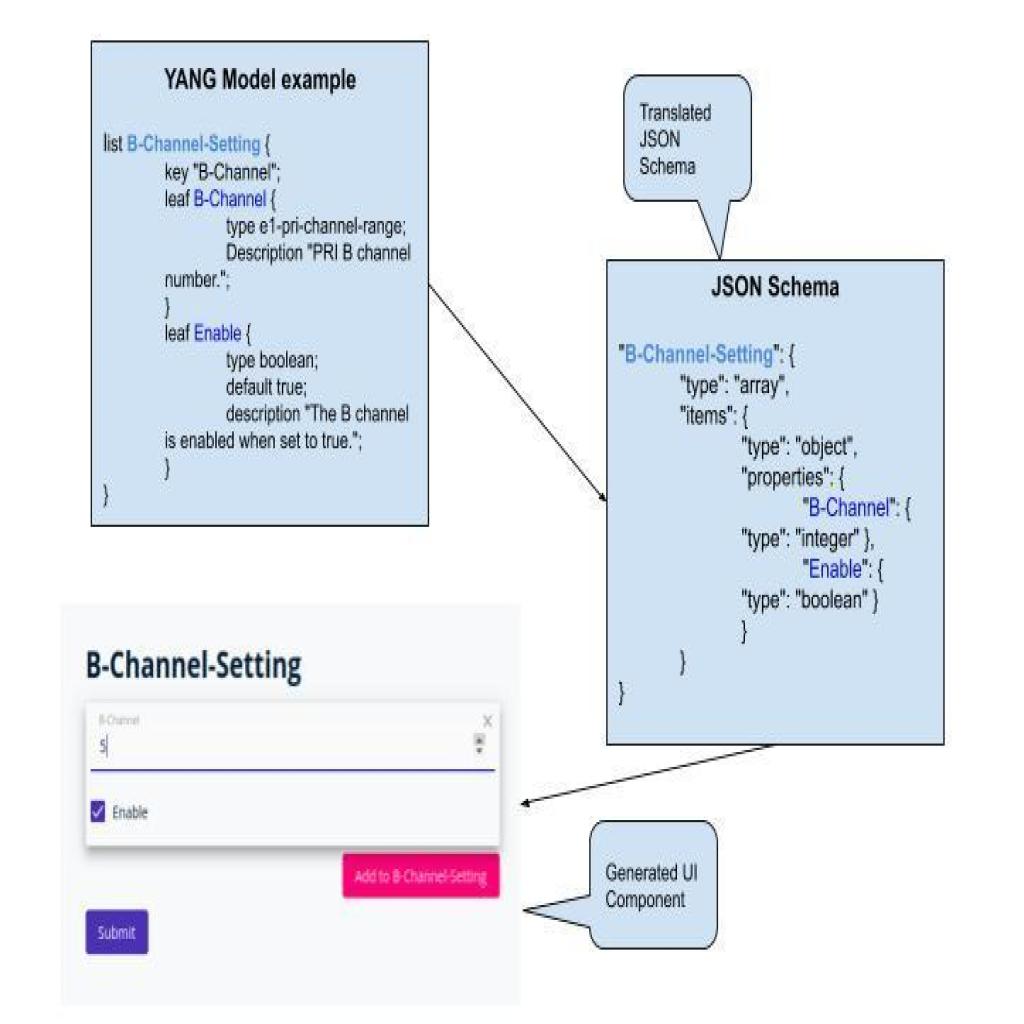 YANG Model example
list B-Channel-Setting {
key "B-Channel";
leaf B-Channel {
type e1-pri-channel-range;
Description "PRI B channel
number.";
}
leaf Enable {
type boolean;
default true;
description "The B channel
is enabled when set to true.";
}
}
Translated
JSON
Schema
JSON Schema
"B-Channel-Setting": {
"type": "array",
"items": {
"type": "object",
"properties": {
"B-Channel": {
"type": "integer" },
"Enable": {
"type": "boolean" }
}
}
}
B-Channel-Setting
B-Channel
X
5
Enable
Add to B-Channel-Setting
Submit
Generated UI
Component